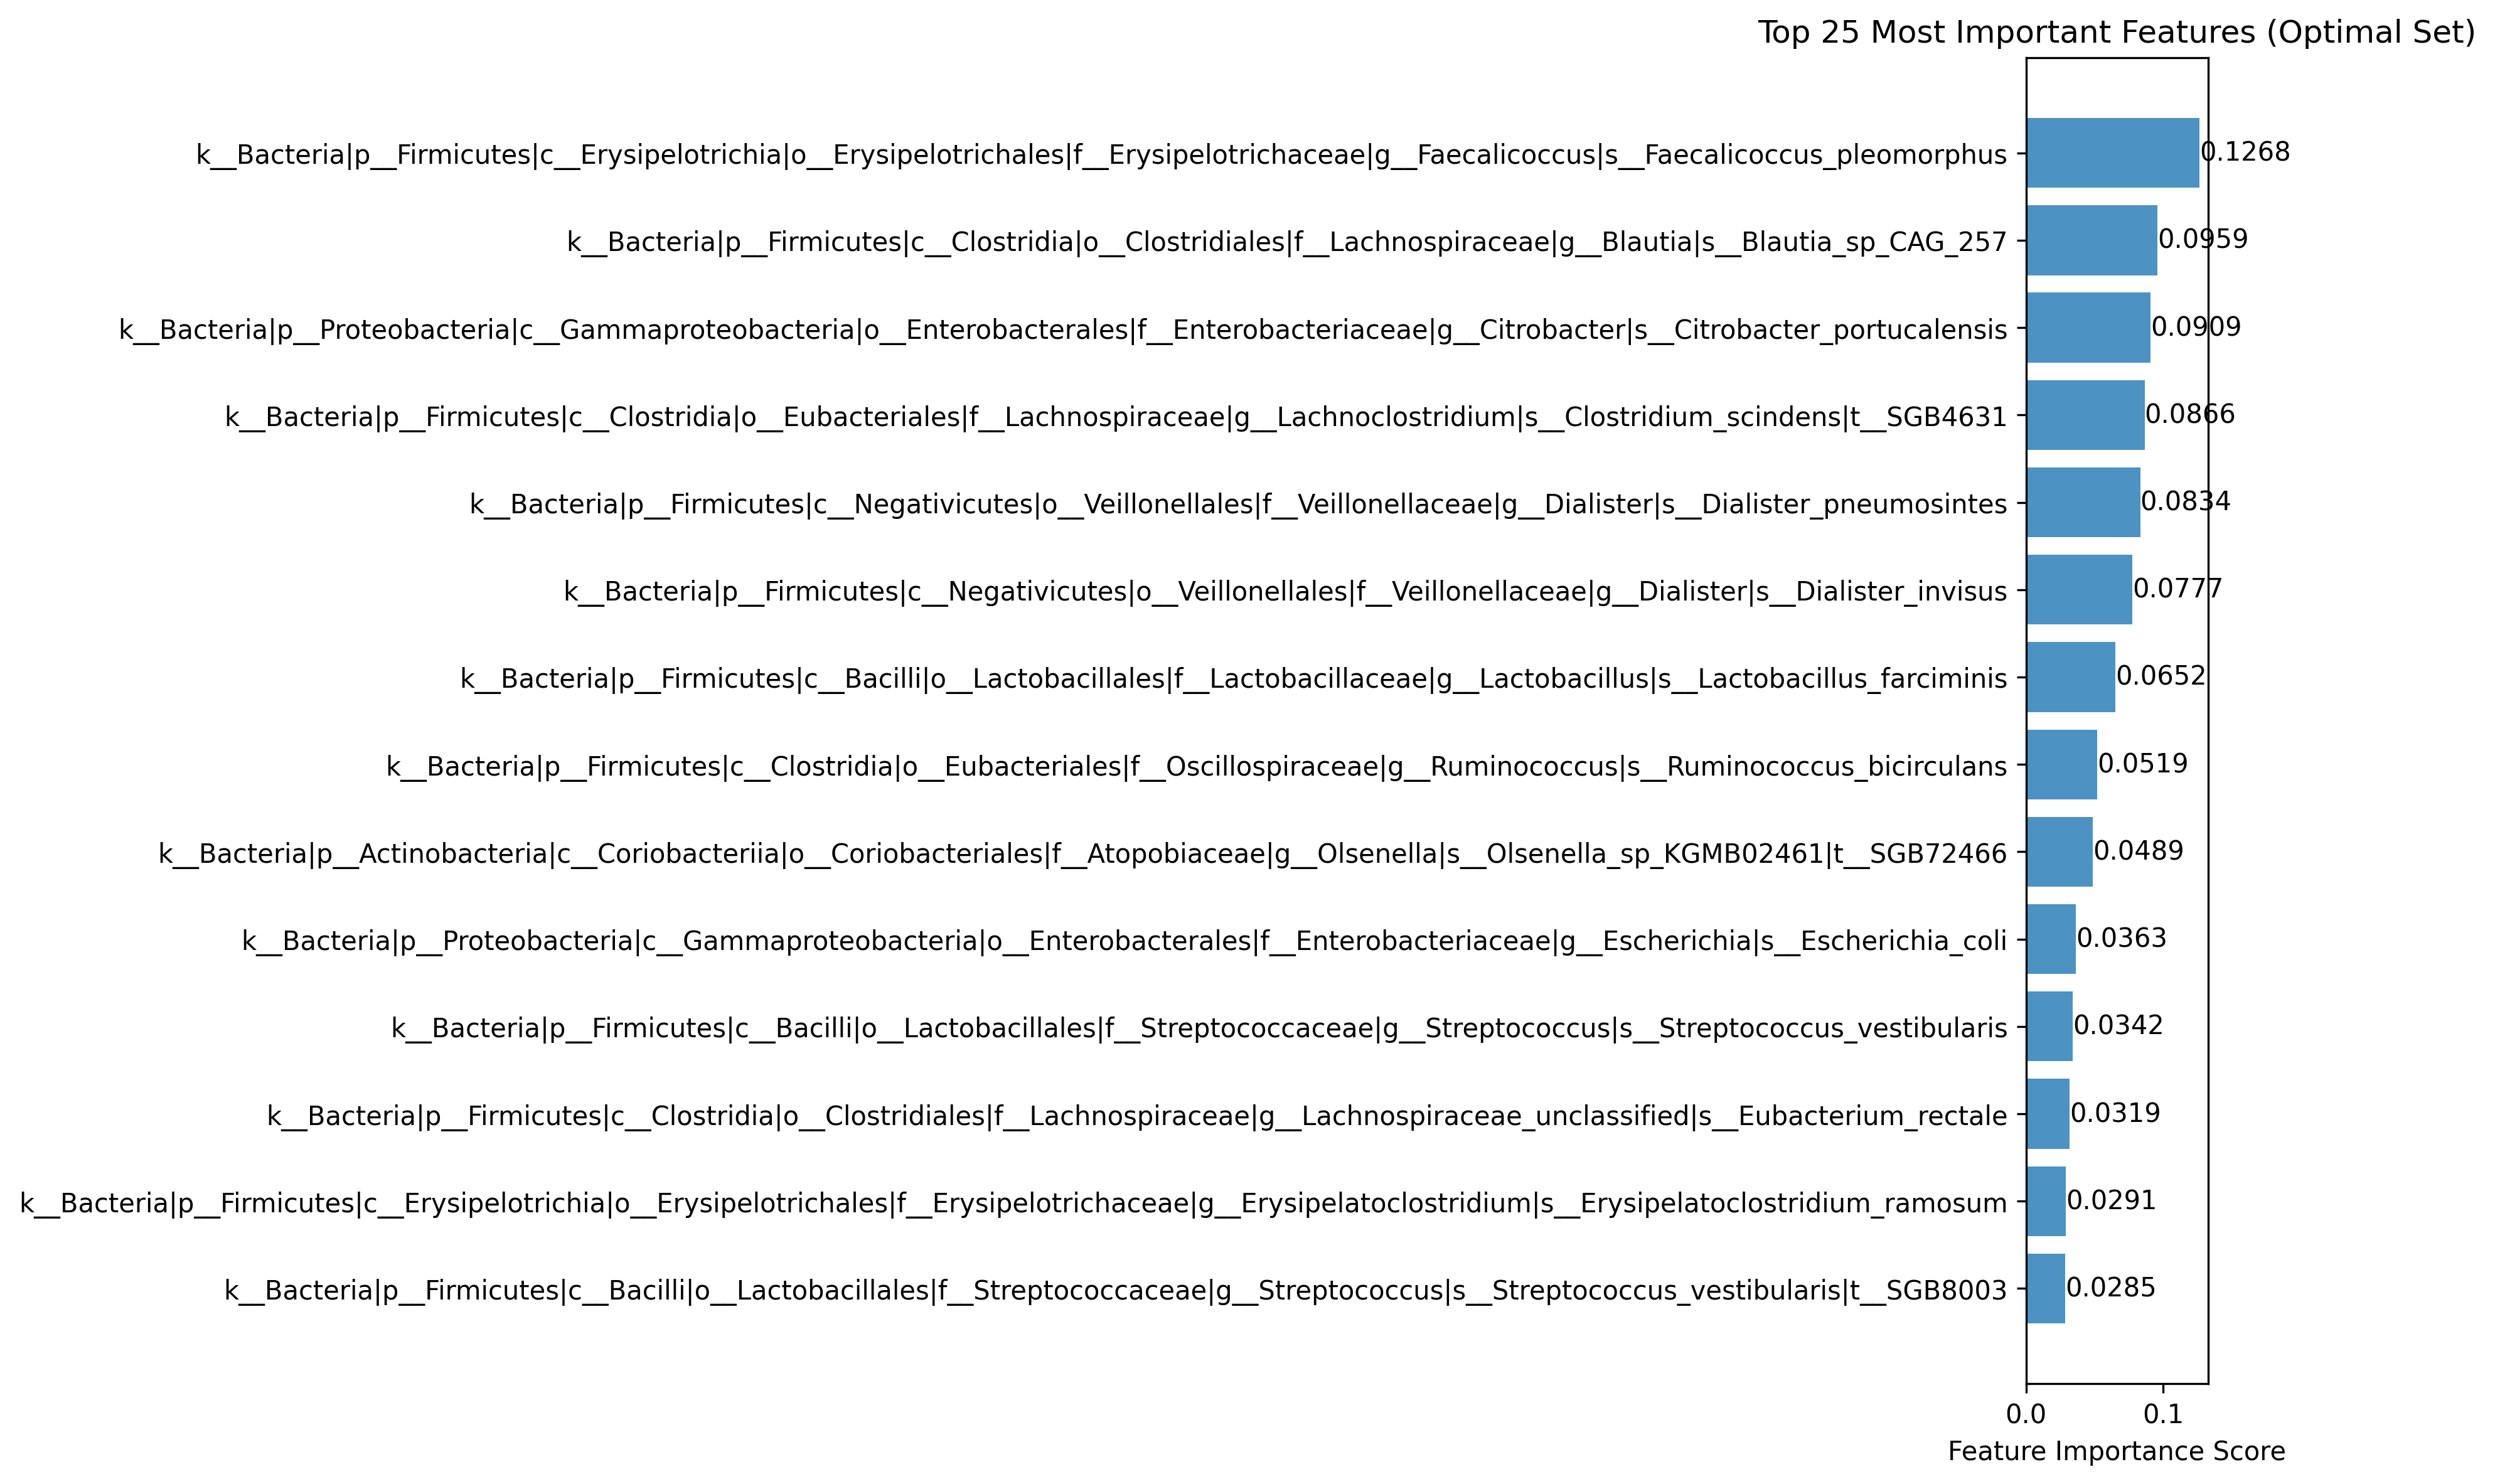 Top 25 Most Important Features (Optimal Set)
k__Bacteria|p__Firmicutes|c__Erysipelotrichia|o__Erysipelotrichales|f__Erysipelotrichaceae|g__Faecalicoccus|s__Faecalicoccus_pleomorphus 0.1268
k__Bacteria|p__Firmicutes|c__Clostridia|o__Clostridiales|f__Lachnospiraceae|g__Blautia|s__Blautia_sp_CAG_257 0.0959
k__Bacteria|p__Proteobacteria|c__Gammaproteobacteria|o__Enterobacterales|f__Enterobacteriaceae|g__Citrobacter|s__Citrobacter_portucalensis 0.0909
k__Bacteria|p__Firmicutes|c__Clostridia|o__Eubacteriales|f__Lachnospiraceae|g__Lachnoclostridium|s__Clostridium_scindens|t__SGB4631 0.0866
k__Bacteria|p__Firmicutes|c__Negativicutes|o__Veillonellales|f__Veillonellaceae|g__Dialister|s__Dialister_pneumosintes 0.0834
k__Bacteria|p__Firmicutes|c__Negativicutes|o__Veillonellales|f__Veillonellaceae|g__Dialister|s__Dialister_invisus 0.0777
k__Bacteria|p__Firmicutes|c__Bacilli|o__Lactobacillales|f__Lactobacillaceae|g__Lactobacillus|s__Lactobacillus_farciminis 0.0652
k__Bacteria|p__Firmicutes|c__Clostridia|o__Eubacteriales|f__Oscillospiraceae|g__Ruminococcus|s__Ruminococcus_bicirculans 0.0519
k__Bacteria|p__Actinobacteria|c__Coriobacteriia|o__Coriobacteriales|f__Atopobiaceae|g__Olsenella|s__Olsenella_sp_KGMB02461|t__SGB72466 0.0489
k__Bacteria|p__Proteobacteria|c__Gammaproteobacteria|o__Enterobacterales|f__Enterobacteriaceae|g__Escherichia|s__Escherichia_coli 0.0363
k__Bacteria|p__Firmicutes|c__Bacilli|o__Lactobacillales|f__Streptococcaceae|g__Streptococcus|s__Streptococcus_vestibularis 0.0342
k__Bacteria|p__Firmicutes|c__Clostridia|o__Clostridiales|f__Lachnospiraceae|g__Lachnospiraceae_unclassified|s__Eubacterium_rectale 0.0319
k__Bacteria|p__Firmicutes|c__Erysipelotrichia|o__Erysipelotrichales|f__Erysipelotrichaceae|g__Erysipelatoclostridium|s__Erysipelatoclostridium_ramosum 0.0291
k__Bacteria|p__Firmicutes|c__Bacilli|o__Lactobacillales|f__Streptococcaceae|g__Streptococcus|s__Streptococcus_vestibularis|t__SGB8003 0.0285
0.0 0.1
Feature Importance Score